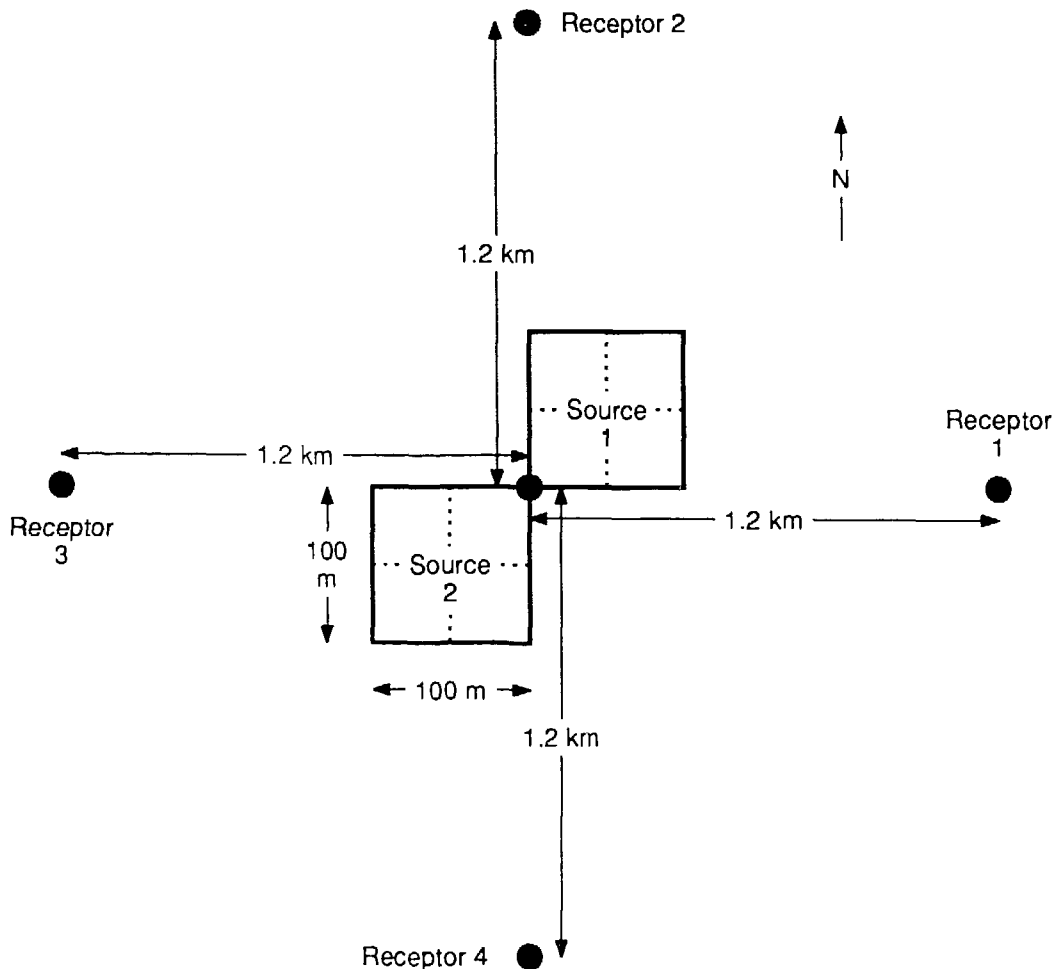 Receptor 2
N
1.2 km
Source
1
Receptor
1
1.2 km
Receptor
3
1.2 km
100
m
Source
2
100 m
1.2 km
Receptor 4